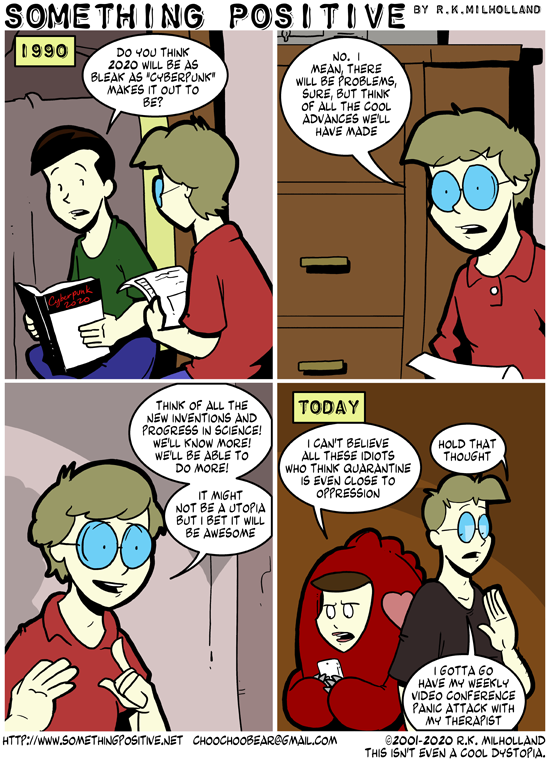 SOMETHING POSITIVE BY R.K.MILHOLLAND
1990
DO YOU THINK
2020 WILL BE AS
BLEAK AS "CYBERPUNK"
MAKES IT OUT TO
BE?
Cyberpunk
2020
NO. I
MEAN, THERE
WILL BE PROBLEMS,
SURE, BUT THINK
OF ALL THE COOL
ADVANCES WE'LL
HAVE MADE
THINK OF ALL THE
NEW INVENTIONS AND
PROGRESS IN SCIENCE!
WE'LL KNOW MORE!
WE'LL BE ABLE TO
DO MORE!
IT MIGHT
NOT BE A UTOPIA
BUT I BET IT WILL
BE AWESOME
TODAY
I CAN'T BELIEVE
ALL THESE IDIOTS
WHO THINK QUARANTINE
IS EVEN CLOSE TO
OPPRESSION
HOLD THAT
THOUGHT
I GOTTA GO
HAVE MY WEEKLY
VIDEO CONFERENCE
PANIC ATTACK WITH
MY THERAPIST
HTTP://WWW.SOMETHINGPOSITIVE.NET CHOOCHOOBEAR@GMAIL.COM
©2001-2020 R.K. MILHOLLAND
THIS ISN'T EVEN A COOL DYSTOPIA.